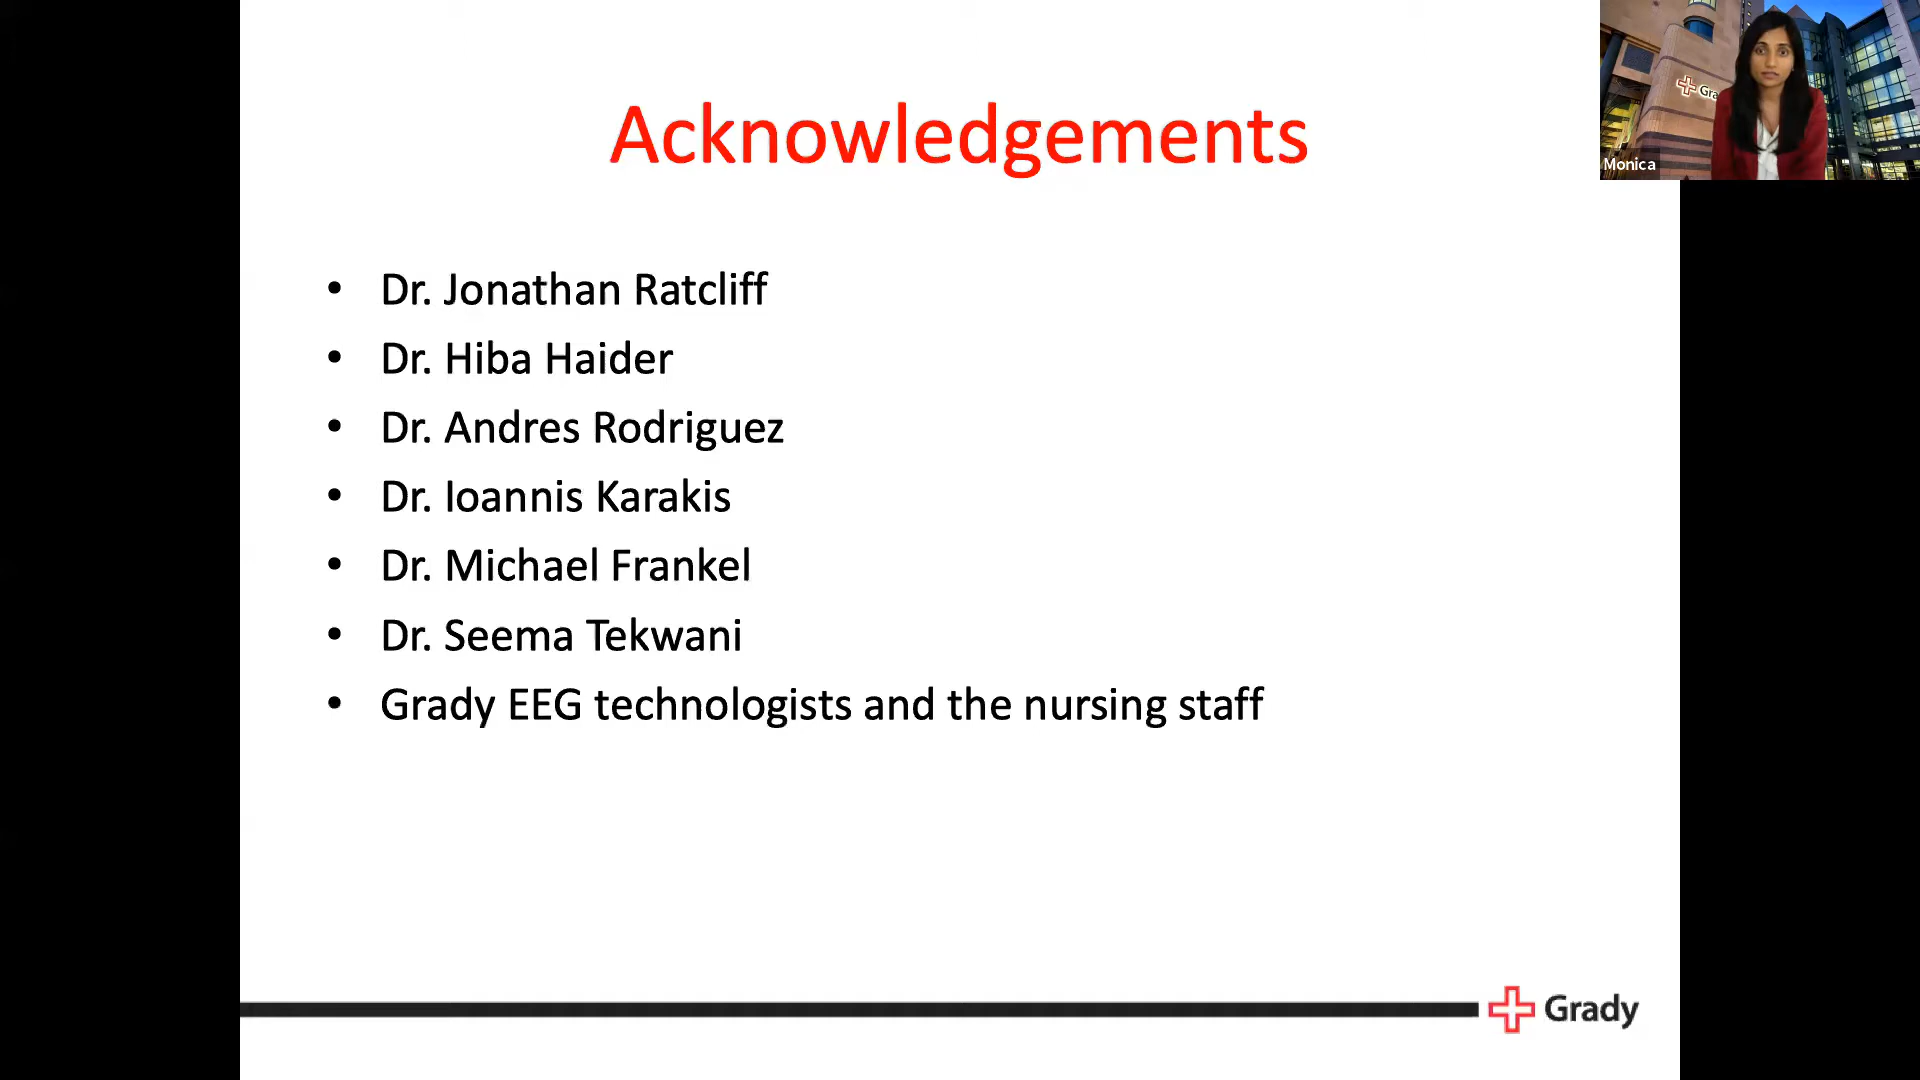 Acknowledgements
• Dr. Jonathan Ratcliff
• Dr. Hiba Haider
• Dr. Andres Rodriguez
• Dr. Ioannis Karakis
• Dr. Michael Frankel
• Dr. Seema Tekwani
• Grady EEG technologists and the nursing staff
Grady
Gra
Monica